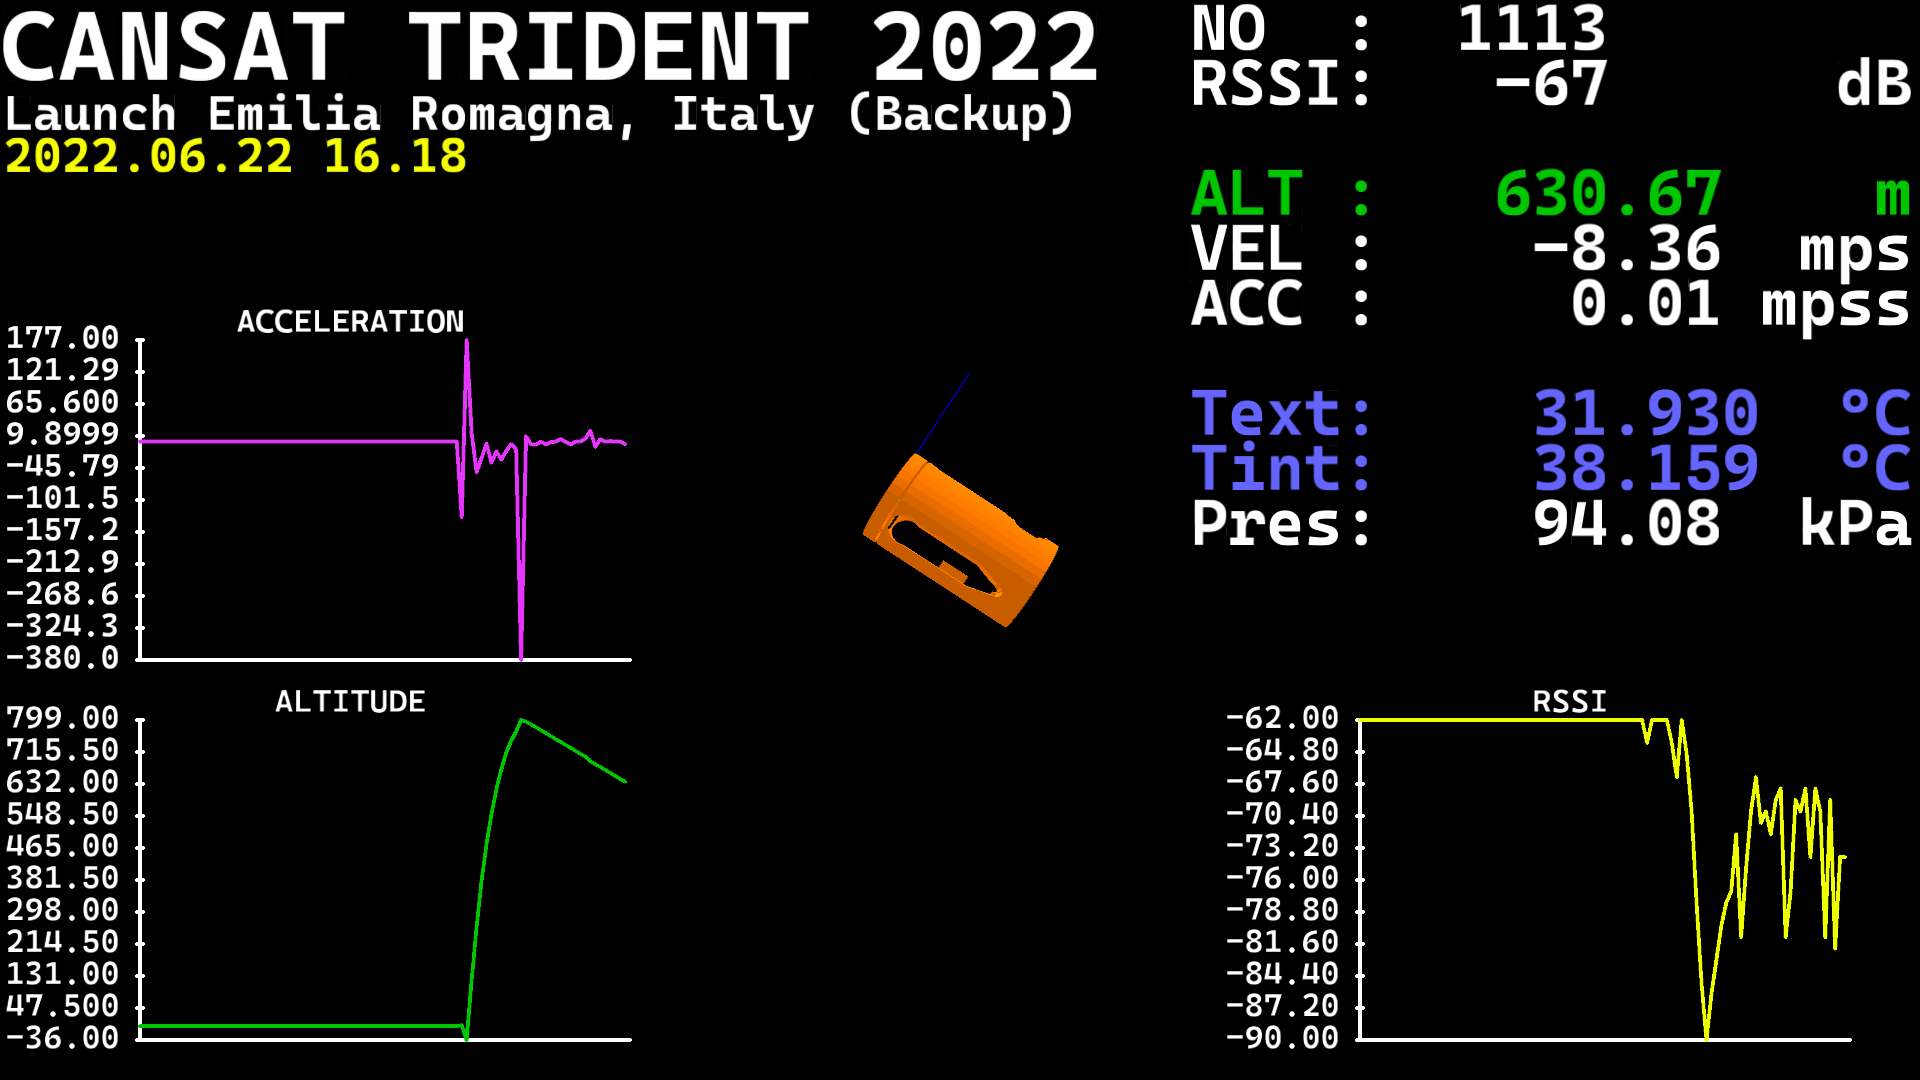 CANSAT TRIDENT 2022
Launch Emilia Romagna, Italy (Backup)
2022.06.22 16.18
NO : 1113
RSSI: -67 dB
ALT : 630.67 m
VEL : -8.36 mps
ACC : 0.01 mpss
Text: 31.930 °C
Tint: 38.159 °C
Pres: 94.08 kPa
ACCELERATION
177.00
121.29
65.600
9.8999
-45.79
-101.5
-157.2
-212.9
-268.6
-324.3
-380.0
ALTITUDE
799.00
715.50
632.00
548.50
465.00
381.50
298.00
214.50
131.00
47.500
-36.00
RSSI
-62.00
-64.80
-67.60
-70.40
-73.20
-76.00
-78.80
-81.60
-84.40
-87.20
-90.00